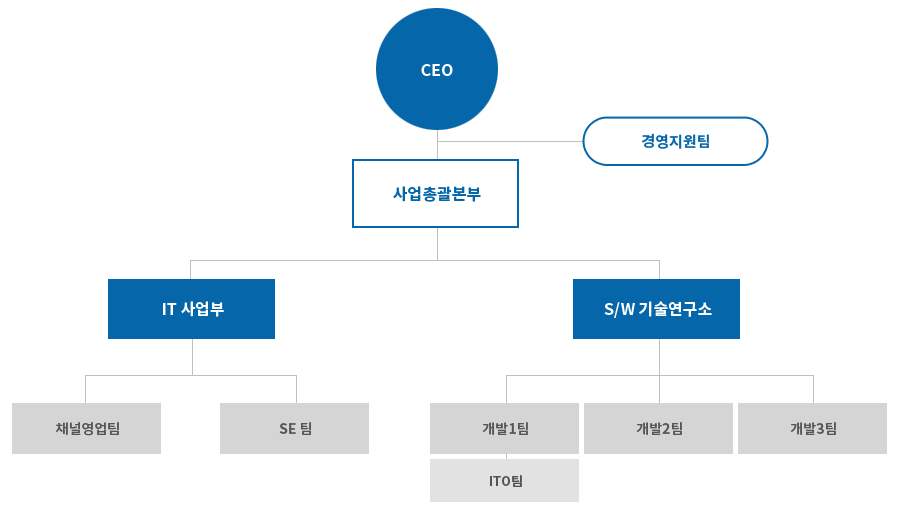 CEO
경영지원팀
사업총괄본부
IT 사업부
S/W 기술연구소
채널영업팀
SE 팀
개발1팀
개발2팀
개발3팀
ITO팀